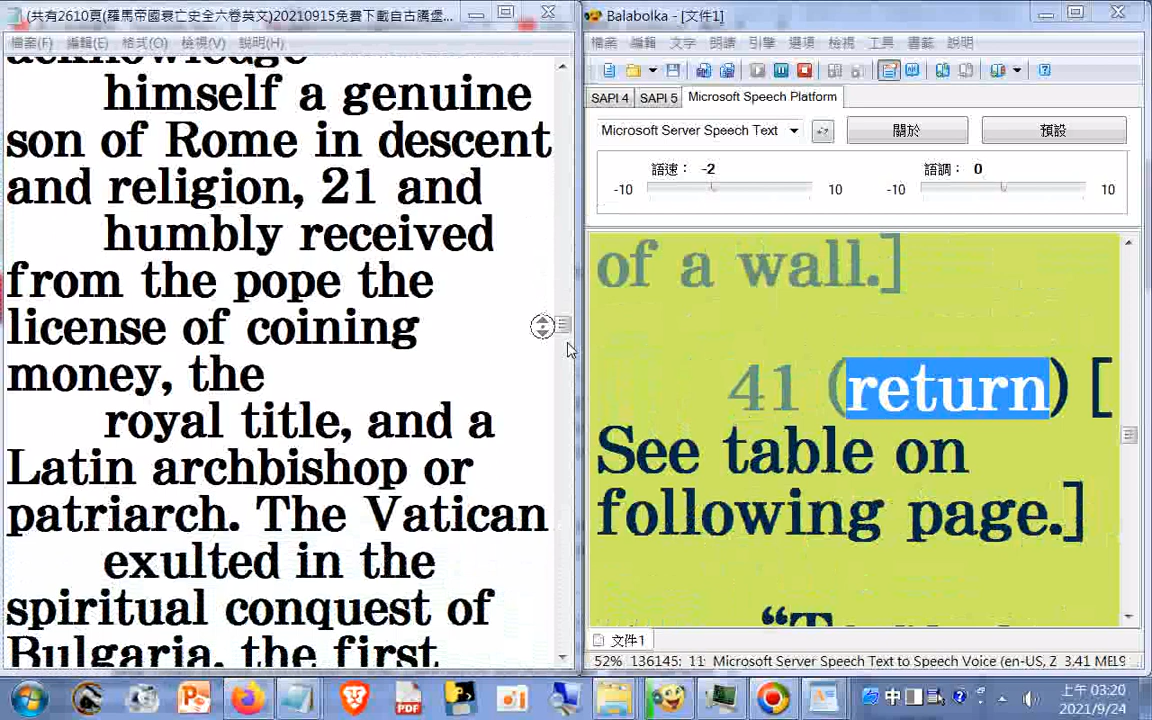 (共有2610頁(羅馬帝國衰亡史全六卷英文)20210915免費下載自古騰堡...
檔案(F) 編輯(E) 格式(O) 檢視(V) 說明(H)
acknowledge
himself a genuine
son of Rome in descent
and religion, 21 and
humbly received
from the pope the
license of coining
money, the
royal title, and a
Latin archbishop or
patriarch. The Vatican
exulted in the
spiritual conquest of
Bulgaria, the first
Balabolka - [文件1]
檔案 編輯 文字 朗讀 引擎 選項 檢視 工具 書籤 說明
SAPI 4 SAPI 5 Microsoft Speech Platform
Microsoft Server Speech Text 關於 預設
語速： -2 語調： 0
-10 10 -10 10
of a wall.]
41 (return) [
See table on
following page.]
文件1
52% 136145: 11 Microsoft Server Speech Text to Speech Voice (en-US, Z 3.41 MEL9
中
上午 03:20
2021/9/24